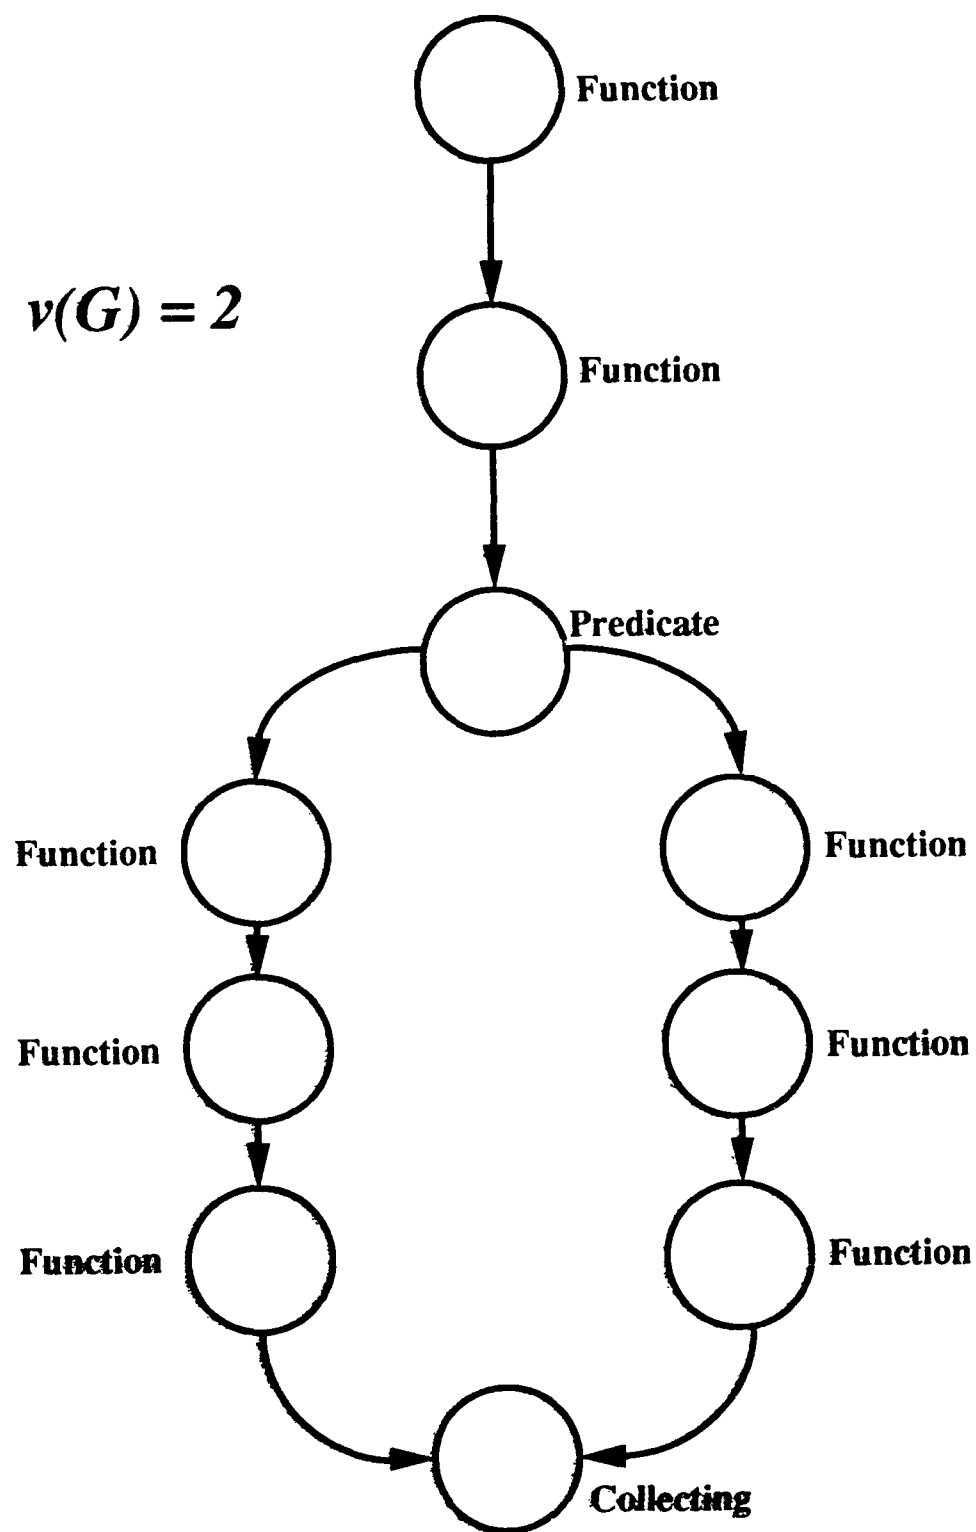 Function
v(G) = 2
Function
Predicate
Function
Function
Function
Function
Function
Function
Collecting